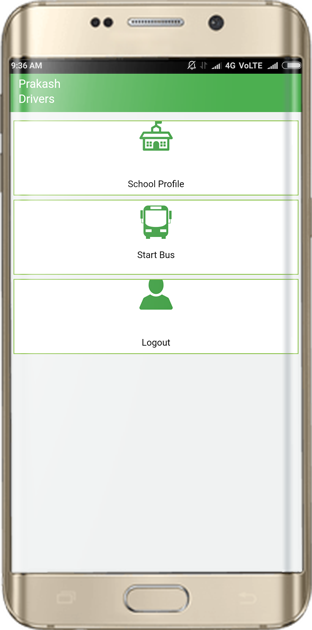 9:36 AM 4G VoLTE
Prakash
Drivers
School Profile
Start Bus
Logout